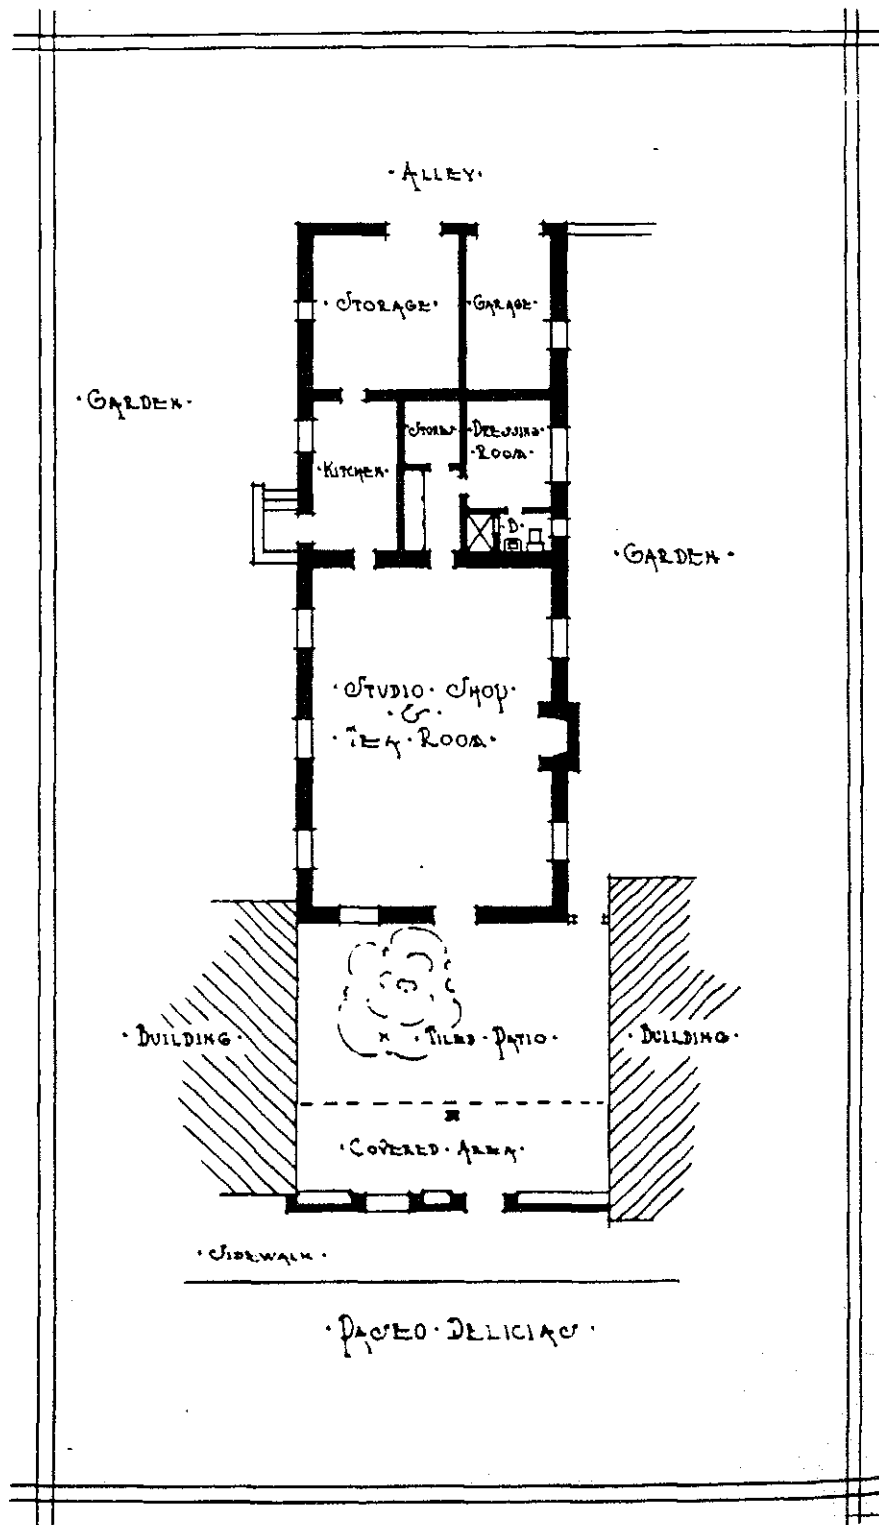 ·ALLEY·
·STORAGE·
·GARAGE·
·GARDEN·
·STORE·
·DRESSING·
·ROOM·
·KITCHEN·
·B·
·GARDEN·
·STUDIO·SHOP·
·&·
·TEA·ROOM·
·BUILDING·
·TILED·PATIO·
·BUILDING·
·COVERED·AREA·
·SIDEWALK·
·PASEO·DELICIAS·